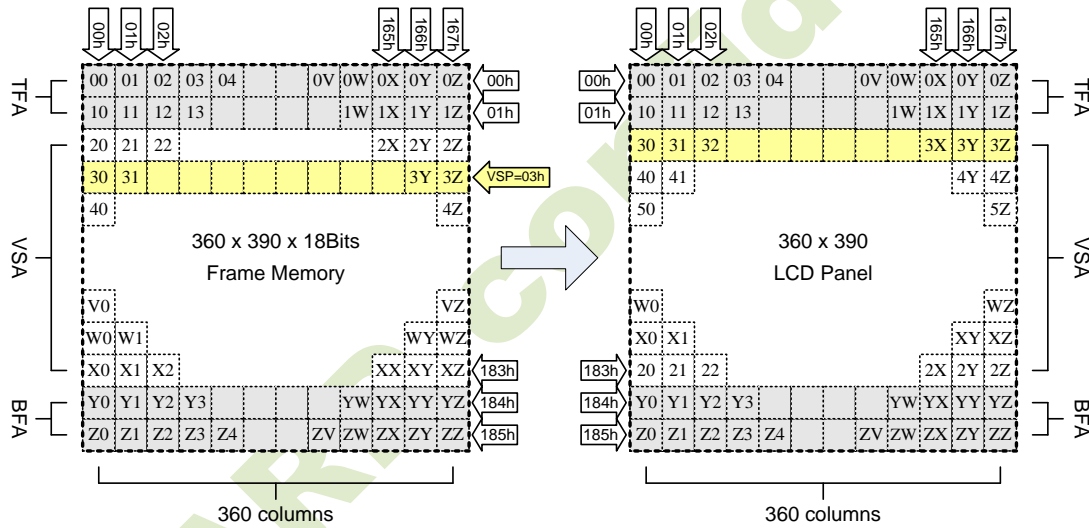 00h 01h 02h 165h 166h 167h 00h 01h 02h 165h 166h 167h
TFA 00 01 02 03 04 0V 0W 0X 0Y 0Z 00h 00h 00 01 02 03 04 0V 0W 0X 0Y 0Z TFA
10 11 12 13 1W 1X 1Y 1Z 01h 01h 10 11 12 13 1W 1X 1Y 1Z
20 21 22 2X 2Y 2Z 30 31 32 3X 3Y 3Z
30 31 3Y 3Z VSP=03h 40 41 4Y 4Z
40 4Z 50 5Z
VSA 360 x 390 x 18Bits 360 x 390 VSA
Frame Memory LCD Panel
V0 VZ W0 WZ
W0 W1 WY WZ X0 X1 XY XZ
X0 X1 X2 XX XY XZ 183h 183h 20 21 22 2X 2Y 2Z
BFA Y0 Y1 Y2 Y3 YW YX YY YZ 184h 184h Y0 Y1 Y2 Y3 YW YX YY YZ BFA
Z0 Z1 Z2 Z3 Z4 ZV ZW ZX ZY ZZ 185h 185h Z0 Z1 Z2 Z3 Z4 ZV ZW ZX ZY ZZ
360 columns 360 columns